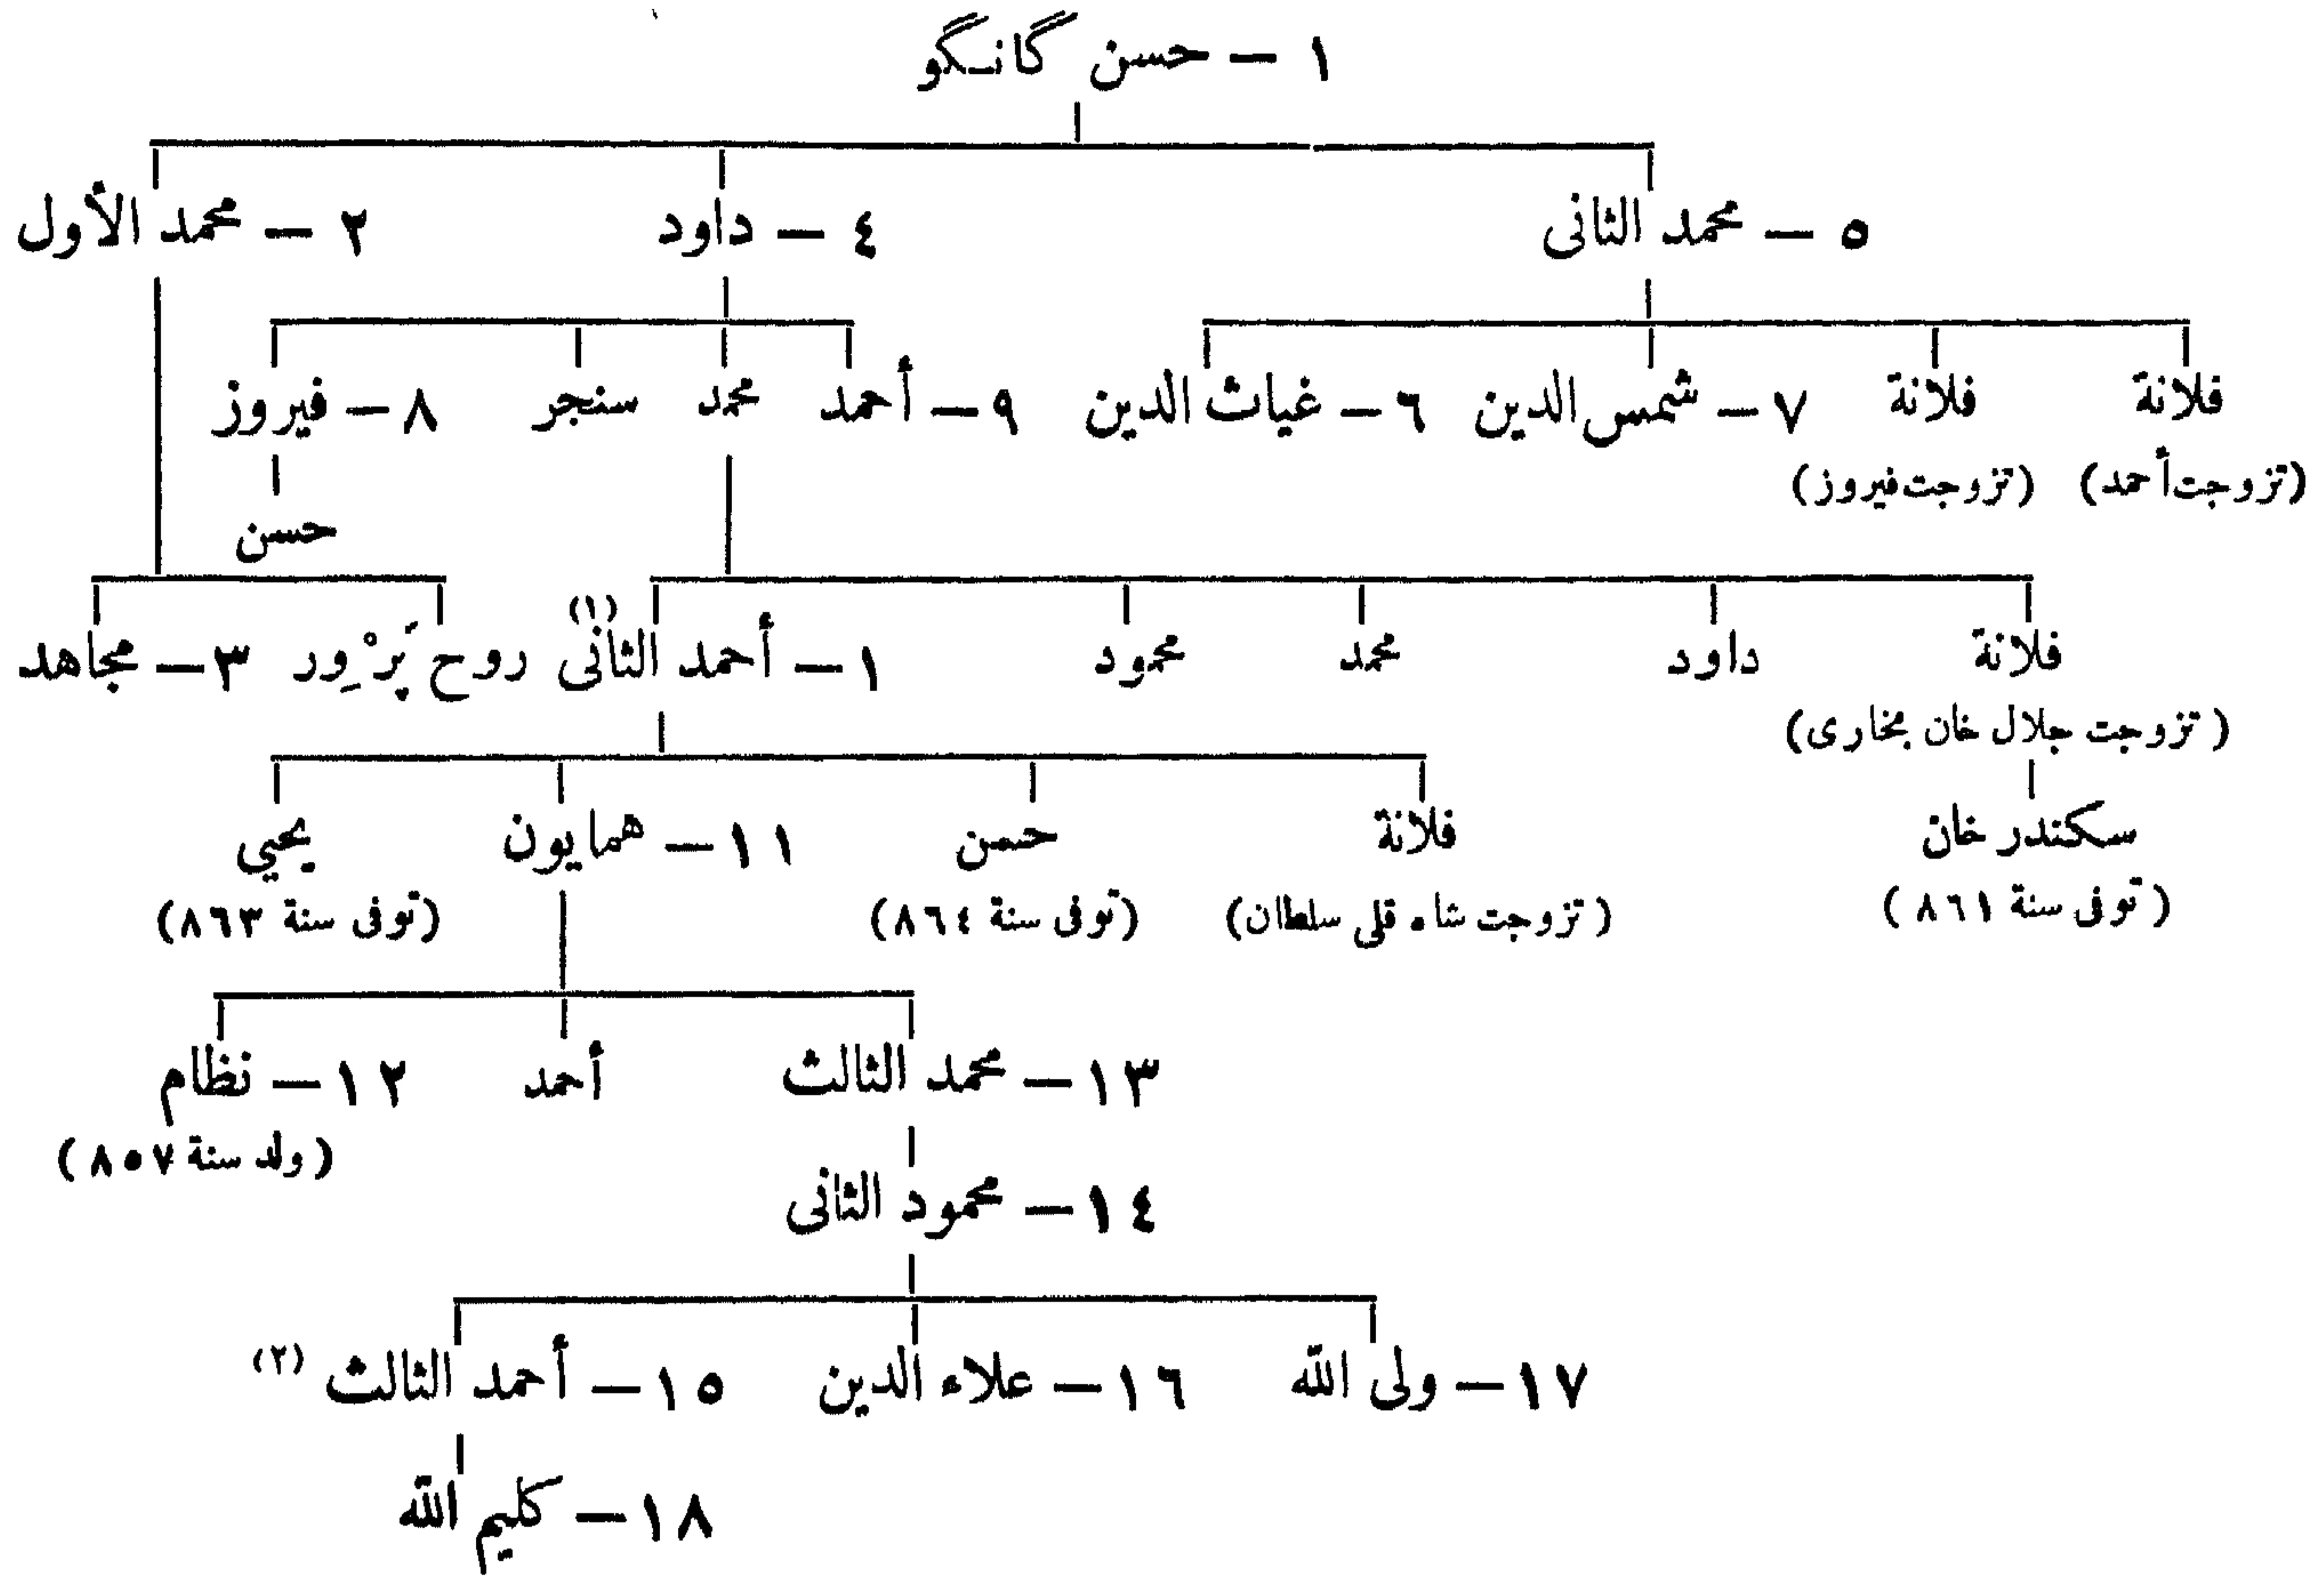 ١ — حسن گانگو
٥ — محمد الثانى ٤ — داود ٢ — محمد الأول
فلانة فلانة ٧ — شمس الدين ٦ — غياث الدين ٩ — أحمد محمد سنجر ٨ — فيروز
(تزوجت أحمد) (تزوجت فيروز)
حسن
فلانة داود محمد محمود ١ — أحمد الثانى (١) روح پَرْوِر ٣ — مجاهد
(تزوجت جلال خان بخارى)
سكندر خان فلانة حسن ١١ — همايون يحيي
(توفى سنة ٨٦١) (تزوجت شاه قلى سلطان) (توفى سنة ٨٦٤) (توفى سنة ٨٦٣)
١٣ — محمد الثالث أحمد ١٢ — نظام
(ولد سنة ٨٥٧)
١٤ — محمود الثانى
١٧ — ولى الله ١٦ — علاء الدين ١٥ — أحمد الثالث (٢)
١٨ — كليم الله